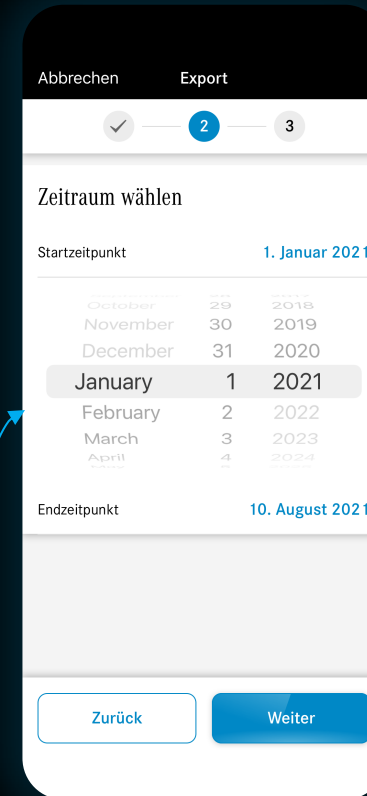 Abbrechen Export
2 3
Zeitraum wählen
Startzeitpunkt 1. Januar 2021
October 29 2018
November 30 2019
December 31 2020
January 1 2021
February 2 2022
March 3 2023
April 4 2024
Endzeitpunkt 10. August 2021
Zurück Weiter